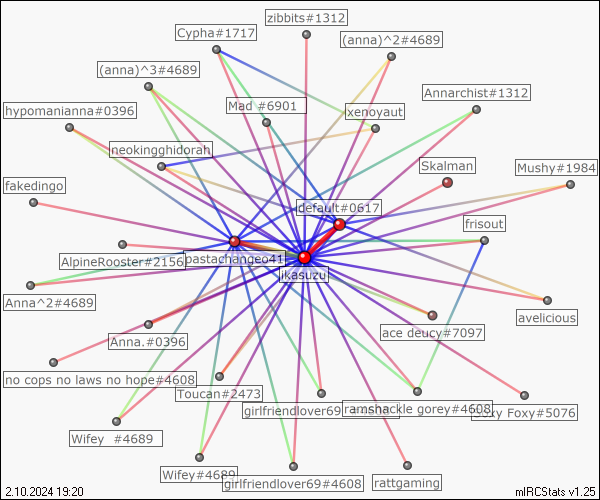 zibbits#1312
Cypha#1717
(anna)^2#4689
(anna)^3#4689
Annarchist#1312
hypomanianna#0396
Mad #6901
xenoyaut
neokingghidorah
Skalman
Mushy#1984
fakedingo
default#0617
frisout
AlpineRooster#2156
pastachangeo41
ikasuzu
Anna^2#4689
avelicious
Anna.#0396
ace deucy#7097
no cops no laws no hope#4608
Toucan#2473
girlfriendlover69
ramshackle gorey#4608
Foxy#5076
Wifey #4689
Wifey#4689
girlfriendlover69#4608
rattgaming
2.10.2024 19:20
mIRCStats v1.25